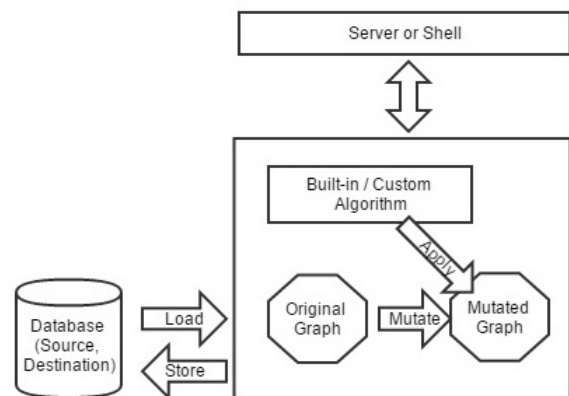 Server or Shell
Built-in / Custom
Algorithm
Apply
Original
Graph
Mutate
Mutated
Graph
Database
(Source,
Destination)
Load
Store